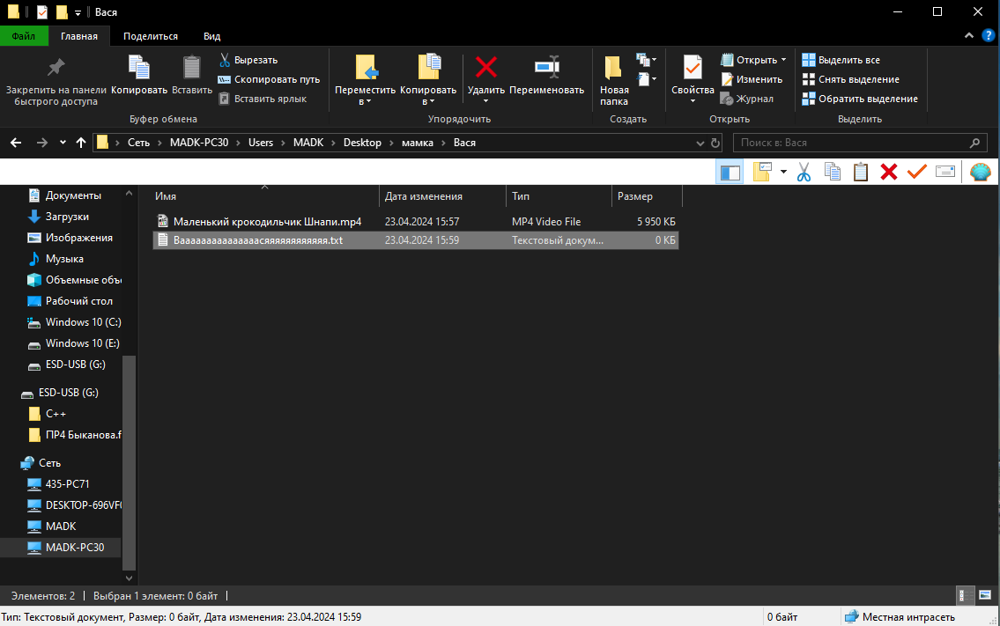 Вася
Файл Главная Поделиться Вид
Закрепить на панели быстрого доступа
Копировать
Вставить
Вырезать
Скопировать путь
Вставить ярлык
Буфер обмена
Переместить в
Копировать в
Удалить
Переименовать
Упорядочить
Новая папка
Создать
Свойства
Открыть
Изменить
Журнал
Открыть
Выделить все
Снять выделение
Обратить выделение
Выделить
Сеть > MADK-PC30 > Users > MADK > Desktop > мамка > Вася
Поиск в: Вася
Документы
Загрузки
Изображения
Музыка
Объемные объ
Рабочий стол
Windows 10 (C:)
Windows 10 (E:)
ESD-USB (G:)
ESD-USB (G:)
C++
ПР4 Быканова.f
Сеть
435-PC71
DESKTOP-696VF
MADK
MADK-PC30
Имя Дата изменения Тип Размер
Маленький крокодильчик Шнапи.mp4 23.04.2024 15:57 MP4 Video File 5 950 КБ
Ваааааааааааааааасяяяяяяяяяяяя.txt 23.04.2024 15:59 Текстовый докум... 0 КБ
Элементов: 2 Выбран 1 элемент: 0 байт
Тип: Текстовый документ, Размер: 0 байт, Дата изменения: 23.04.2024 15:59 0 байт Местная интрасеть